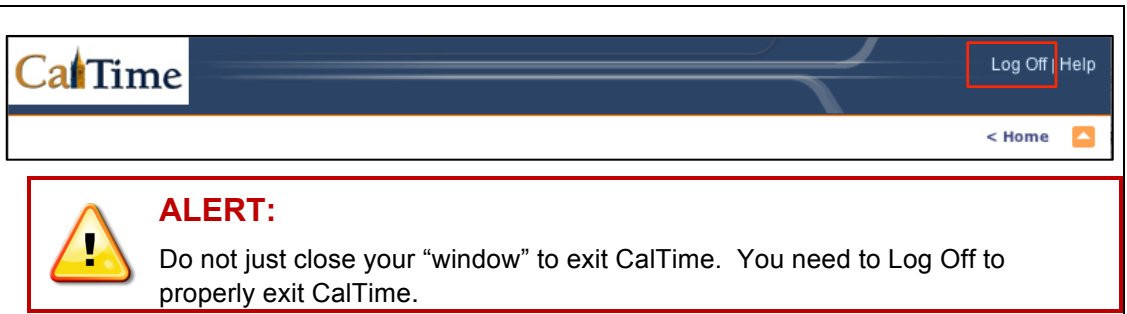 CalTime
Log Off | Help
< Home
!
ALERT:
Do not just close your “window” to exit CalTime.  You need to Log Off to
properly exit CalTime.